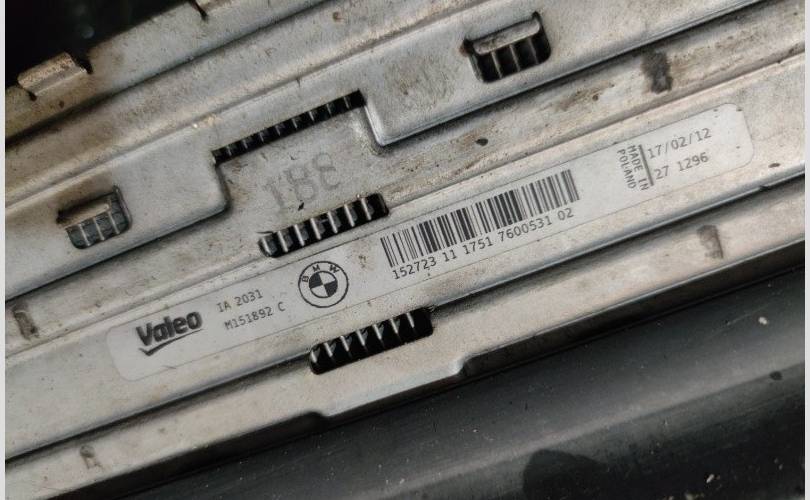 188
Valeo
IA 2031
M151892 C
BMW
152723 11 1751 7600531 02
MADE IN
POLAND
17/02/12
27 1296